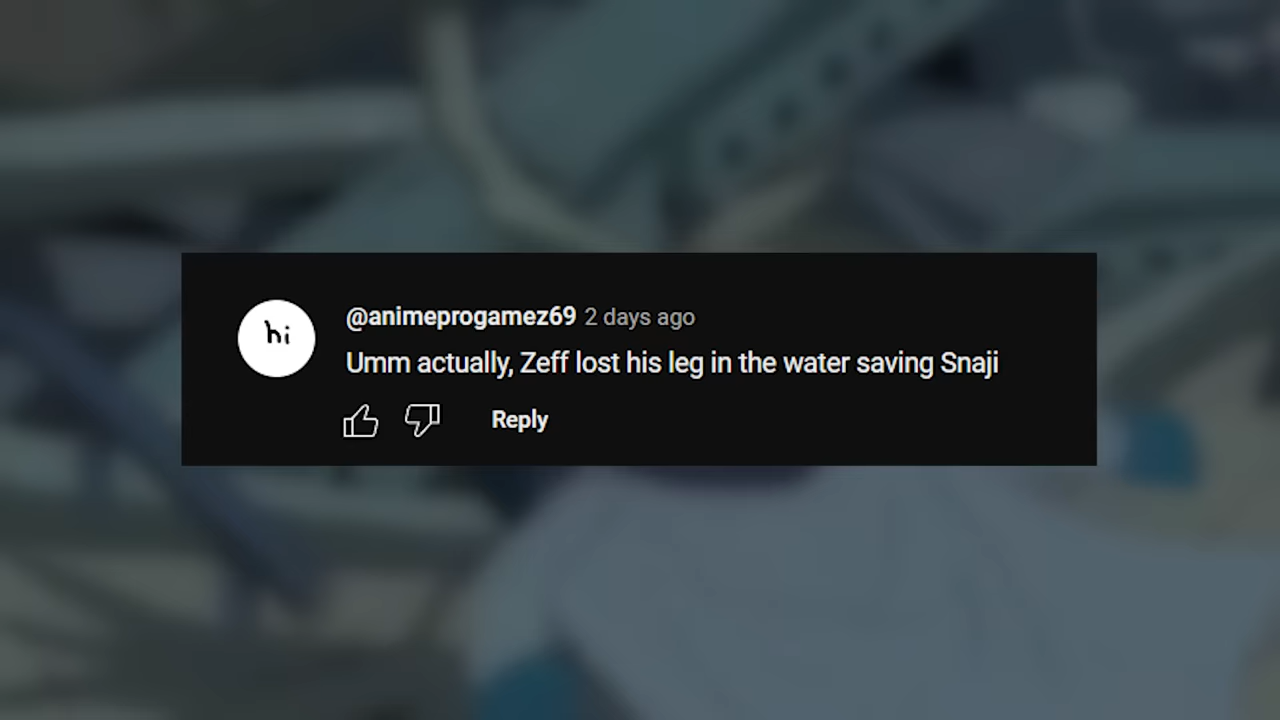 hi
@animeprogamez69 2 days ago
Umm actually, Zeff lost his leg in the water saving Snaji
Reply